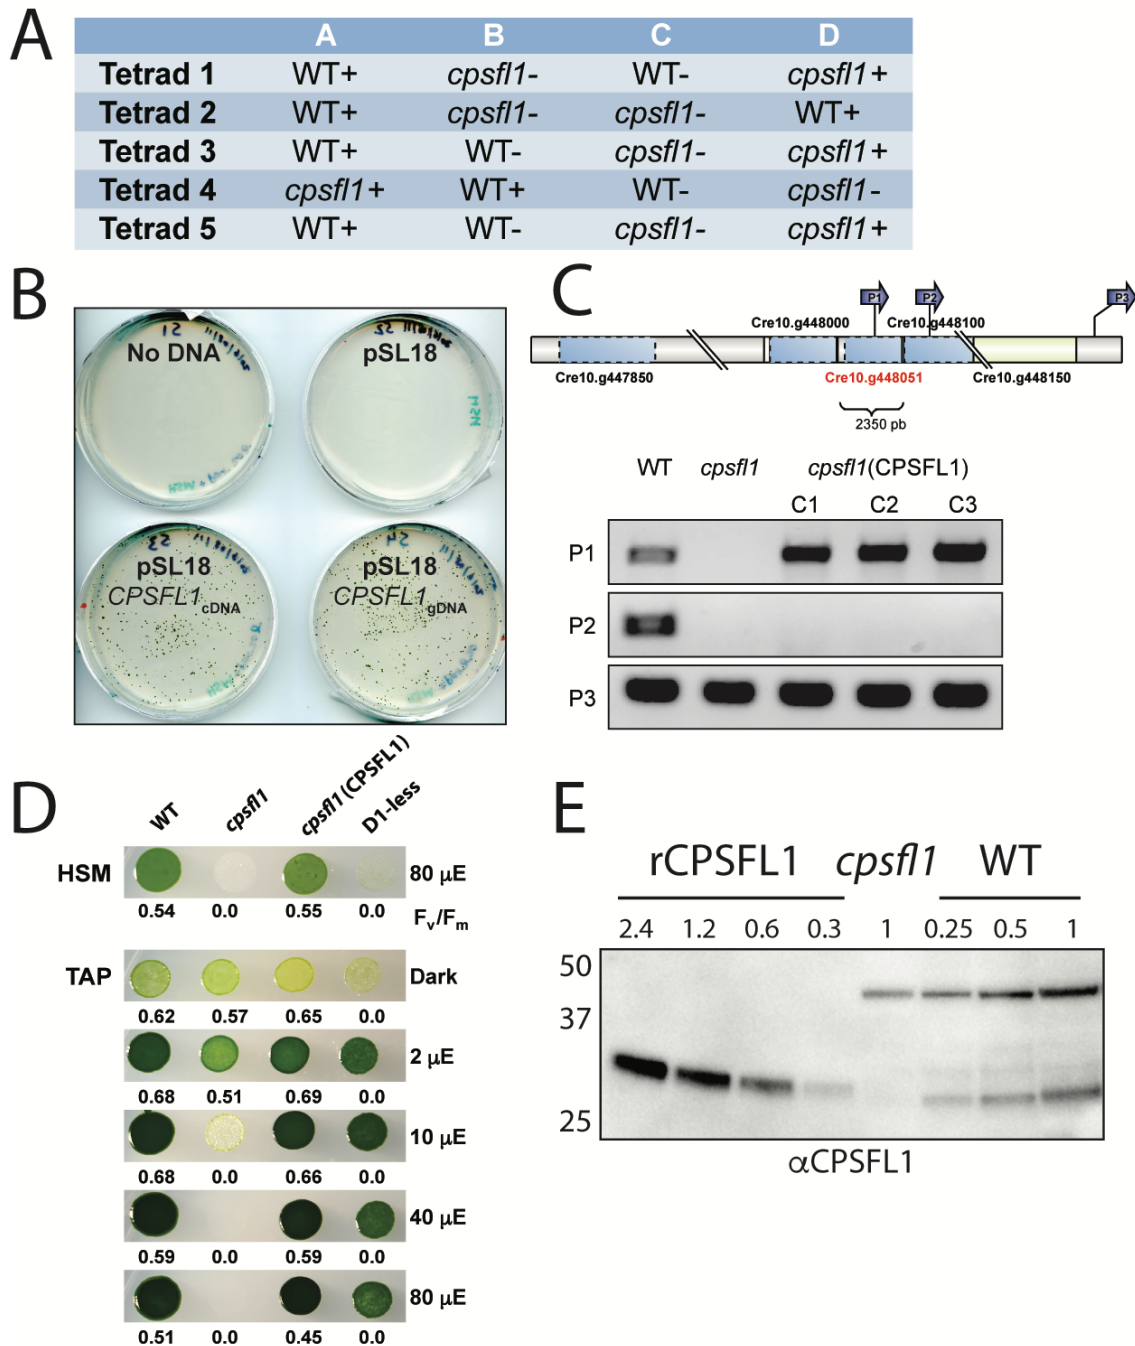 A
A B C D
Tetrad 1 WT+ cpsfl1- WT- cpsfl1+
Tetrad 2 WT+ cpsfl1- cpsfl1- WT+
Tetrad 3 WT+ WT- cpsfl1- cpsfl1+
Tetrad 4 cpsfl1+ WT+ WT- cpsfl1-
Tetrad 5 WT+ WT- cpsfl1- cpsfl1+
B
No DNA
pSL18
pSL18
CPSFL1cDNA
pSL18
CPSFL1gDNA
C
P1 P2 P3
Cre10.g448000 Cre10.g448100
Cre10.g447850 Cre10.g448051 Cre10.g448150
2350 pb
WT cpsfl1 cpsfl1(CPSFL1)
C1 C2 C3
P1
P2
P3
D
WT cpsfl1 cpsfl1(CPSFL1) D1-less
HSM 80 µE
0.54 0.0 0.55 0.0 Fv/Fm
TAP Dark
0.62 0.57 0.65 0.0
2 µE
0.68 0.51 0.69 0.0
10 µE
0.68 0.0 0.66 0.0
40 µE
0.59 0.0 0.59 0.0
80 µE
0.51 0.0 0.45 0.0
E
rCPSFL1 cpsfl1 WT
2.4 1.2 0.6 0.3 1 0.25 0.5 1
50
37
25
αCPSFL1